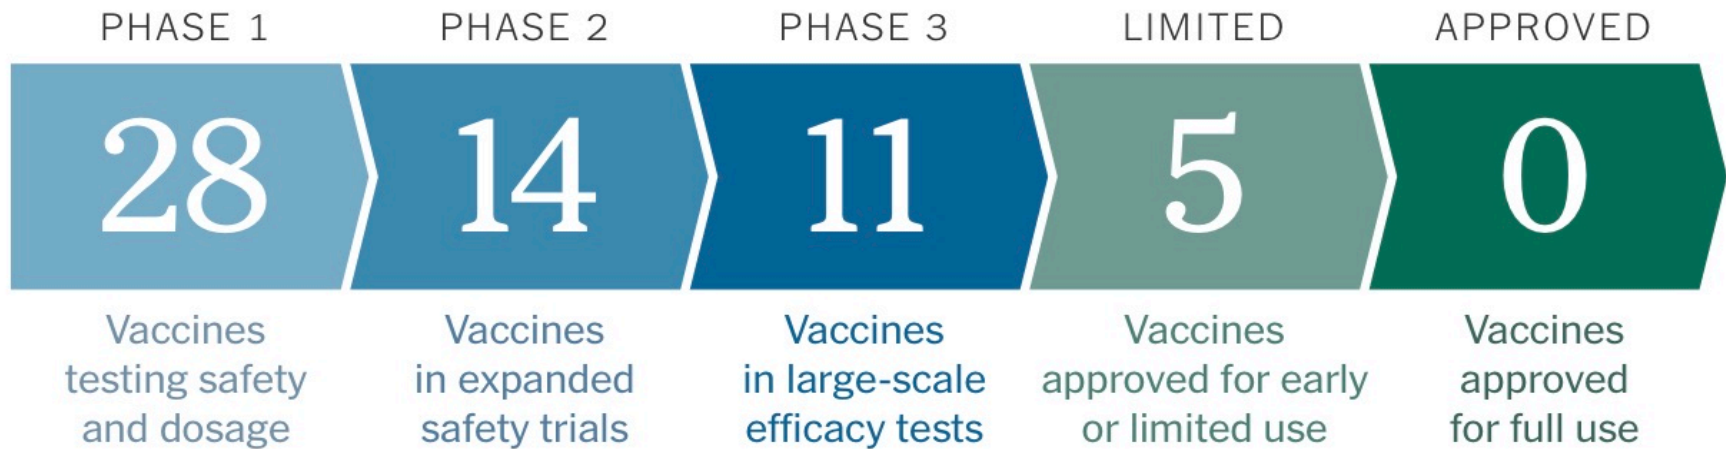 PHASE 1
28
Vaccines
testing safety
and dosage
PHASE 2
14
Vaccines
in expanded
safety trials
PHASE 3
11
Vaccines
in large-scale
efficacy tests
LIMITED
5
Vaccines
approved for early
or limited use
APPROVED
0
Vaccines
approved
for full use